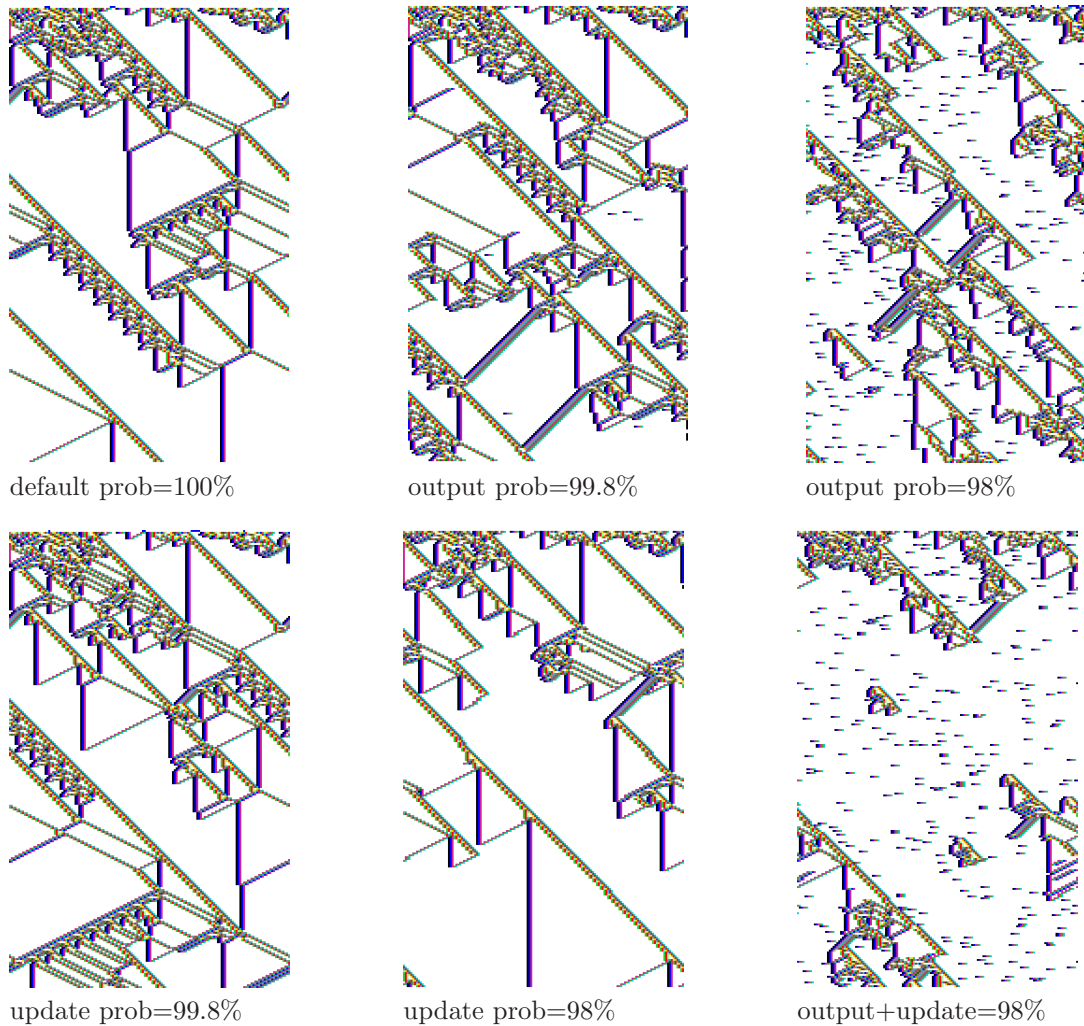 default prob=100%
output prob=99.8%
output prob=98%
update prob=99.8%
update prob=98%
output+update=98%